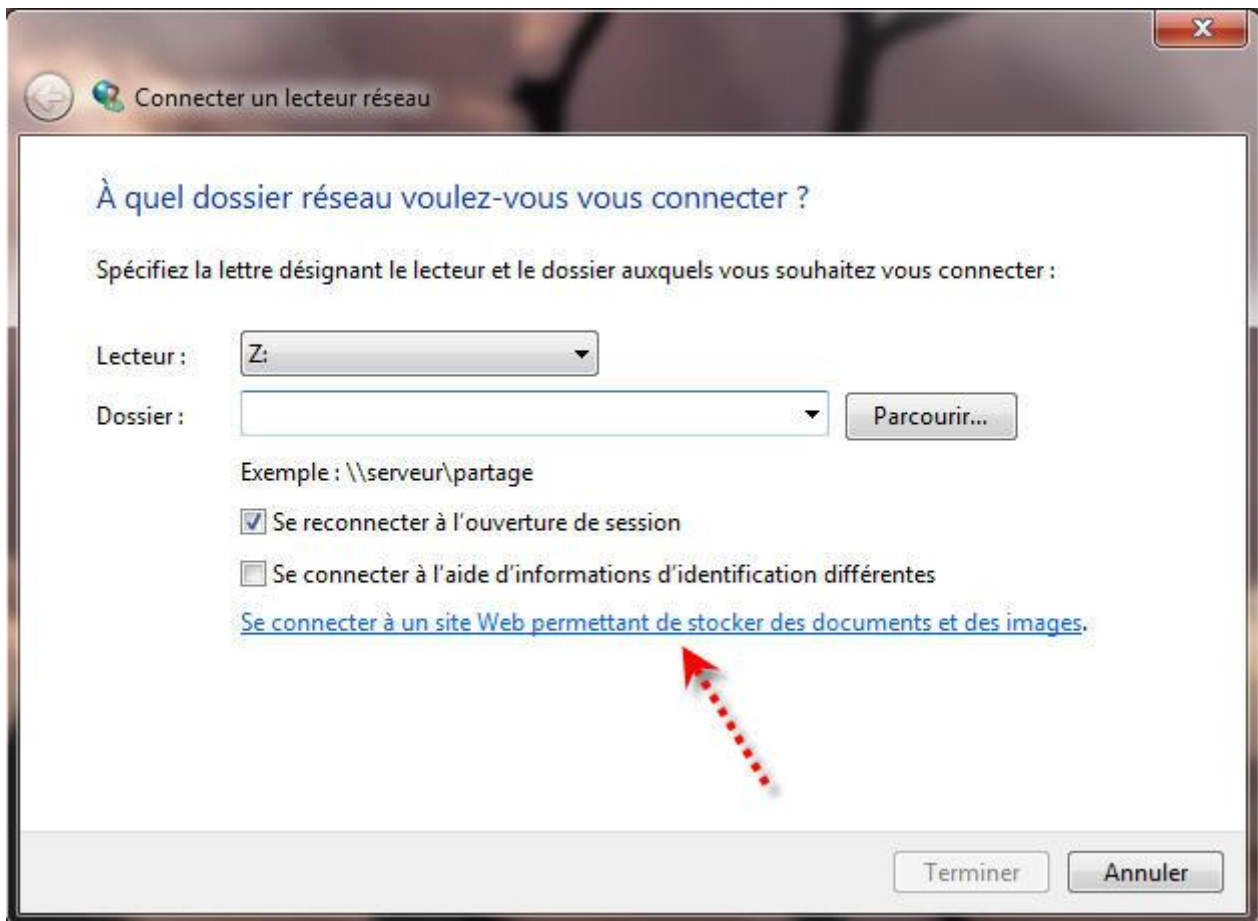 Connecter un lecteur réseau
À quel dossier réseau voulez-vous vous connecter ?
Spécifiez la lettre désignant le lecteur et le dossier auxquels vous souhaitez vous connecter :
Lecteur : Z:
Dossier : Parcourir...
Exemple : \\serveur\partage
Se reconnecter à l'ouverture de session
Se connecter à l'aide d'informations d'identification différentes
Se connecter à un site Web permettant de stocker des documents et des images.
Terminer Annuler